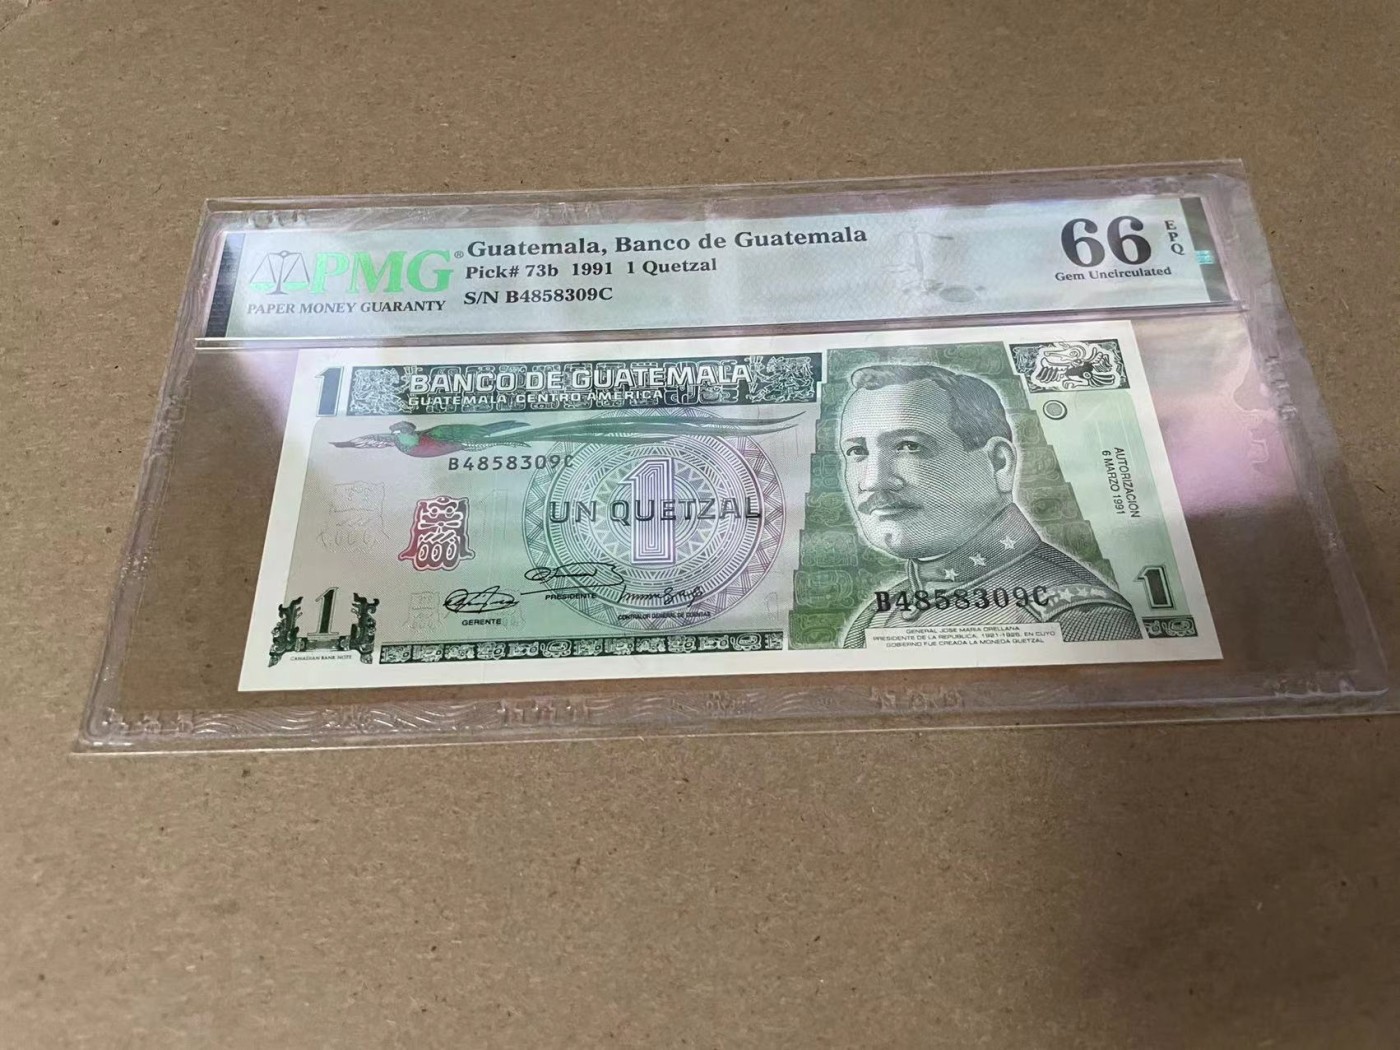 PMG®
PAPER MONEY GUARANTY
Guatemala, Banco de Guatemala
Pick# 73b 1991 1 Quetzal
S/N B4858309C
66
EPQ
Gem Uncirculated
1
BANCO DE GUATEMALA
GUATEMALA CENTRO AMERICA
B4858309C
1
UN QUETZAL
AUTORIZACION
6 MARZO 1991
GERENTE
PRESIDENTE
CONTRALOR GENERAL DE CUENTAS
1
CANADIAN BANK NOTE
B4858309C
1
GENERAL JOSE MARIA ORELLANA
PRESIDENTE DE LA REPUBLICA, 1921-1926, EN CUYO
GOBIERNO FUE CREADA LA MONEDA QUETZAL